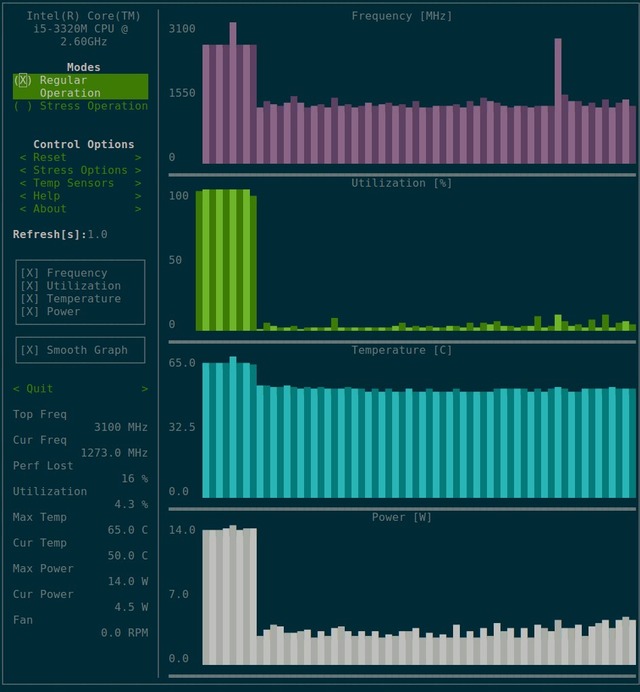 Intel(R) Core(TM)
i5-3320M CPU @
2.60GHz
Modes
(X) Regular
Operation
( ) Stress Operation
Control Options
< Reset >
< Stress Options >
< Temp Sensors >
< Help >
< About >
Refresh[s]:1.0
[X] Frequency
[X] Utilization
[X] Temperature
[X] Power
[X] Smooth Graph
< Quit >
Top Freq
3100 MHz
Cur Freq
1273.0 MHz
Perf Lost
16 %
Utilization
4.3 %
Max Temp
65.0 C
Cur Temp
50.0 C
Max Power
14.0 W
Cur Power
4.5 W
Fan
0.0 RPM
Frequency [MHz]
3100
1550
0
Utilization [%]
100
50
0
Temperature [C]
65.0
32.5
0.0
Power [W]
14.0
7.0
0.0